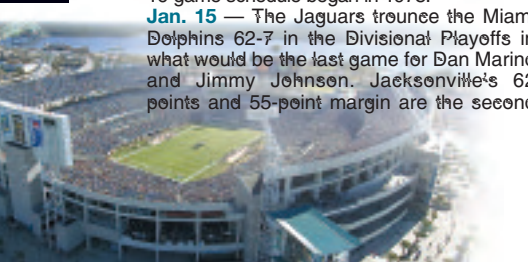 Jan. 15 — The Jaguars trounce the Miam
Dolphins 62-7 in the Divisional Playoffs in
what would be the last game for Dan Marino
and Jimmy Johnson. Jacksonville's 62
points and 55-point margin are the second